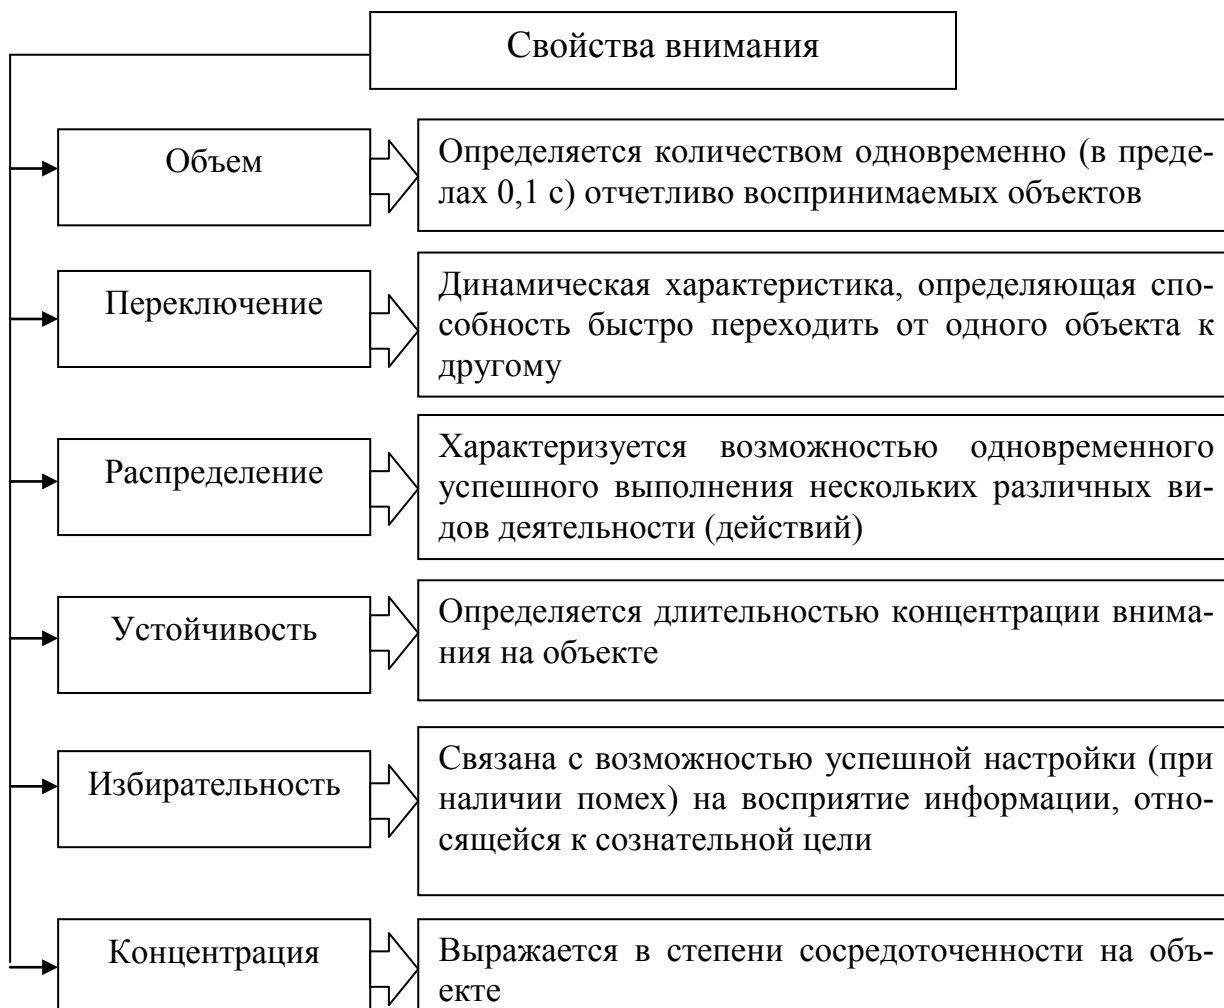 Свойства внимания
Объем
Определяется количеством одновременно (в преде-
лах 0,1 с) отчетливо воспринимаемых объектов
Переключение
Динамическая характеристика, определяющая спо-
собность быстро переходить от одного объекта к
другому
Распределение
Характеризуется возможностью одновременного
успешного выполнения нескольких различных ви-
дов деятельности (действий)
Устойчивость
Определяется длительностью концентрации внима-
ния на объекте
Избирательность
Связана с возможностью успешной настройки (при
наличии помех) на восприятие информации, отно-
сящейся к сознательной цели
Концентрация
Выражается в степени сосредоточенности на объ-
екте